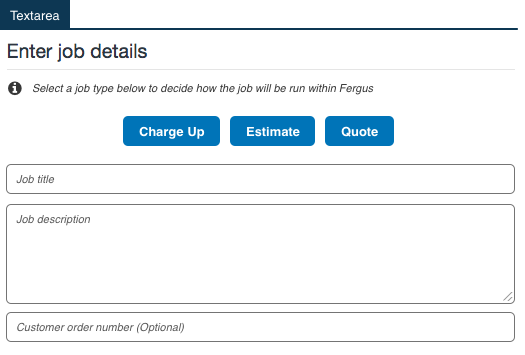 Textarea
Enter job details
Select a job type below to decide how the job will be run within Fergus
Charge Up Estimate Quote
Job title
Job description
Customer order number (Optional)